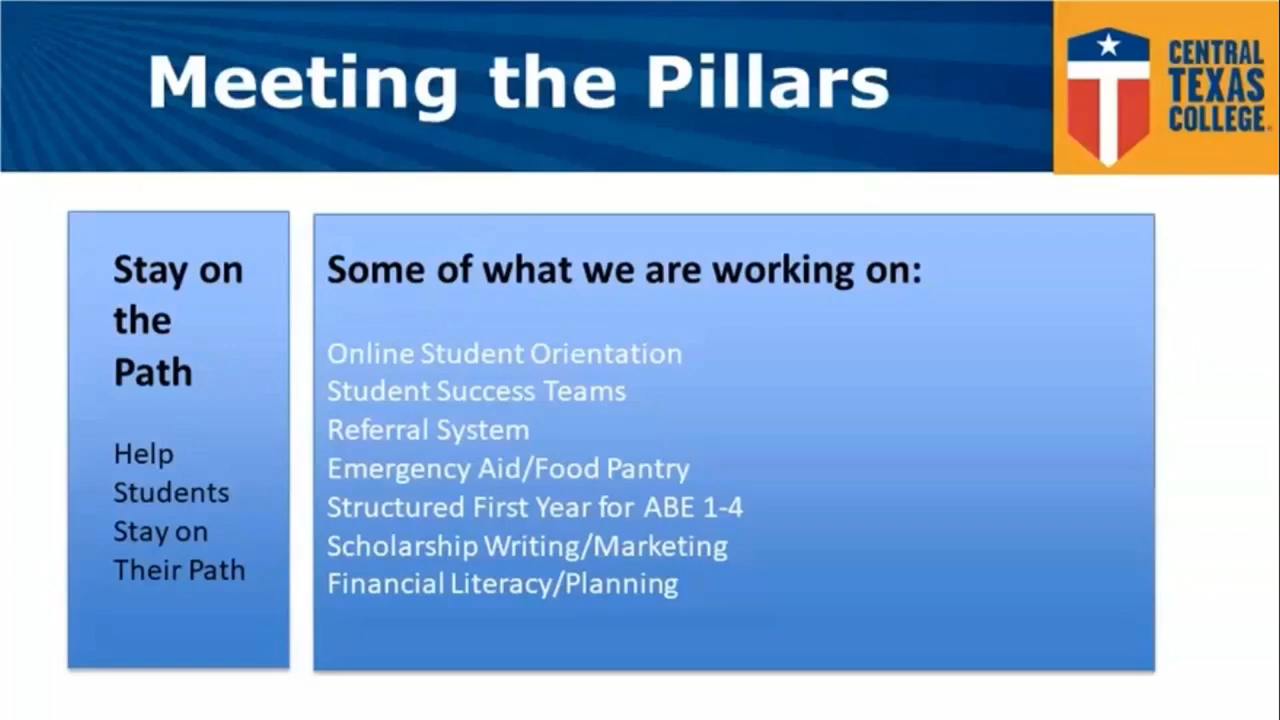 Meeting the Pillars
CENTRAL
TEXAS
COLLEGE
Stay on
the
Path
Help
Students
Stay on
Their Path
Some of what we are working on:
Online Student Orientation
Student Success Teams
Referral System
Emergency Aid/Food Pantry
Structured First Year for ABE 1-4
Scholarship Writing/Marketing
Financial Literacy/Planning